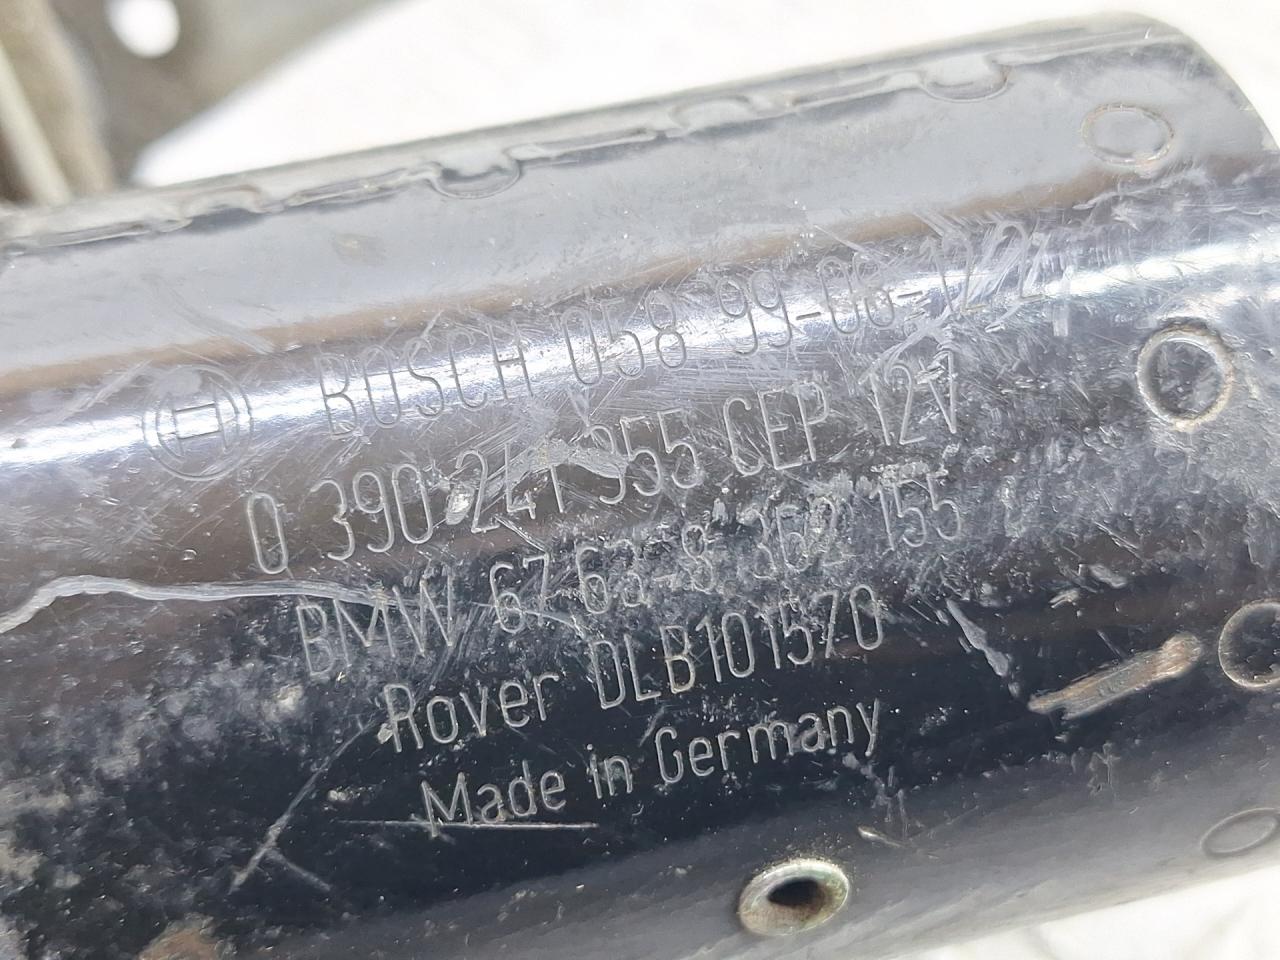 BOSCH 058 99-06-12 2
0 390 241 355 CEP 12V
BMW 67.63-8 362 155
Rover DLB101570
Made in Germany